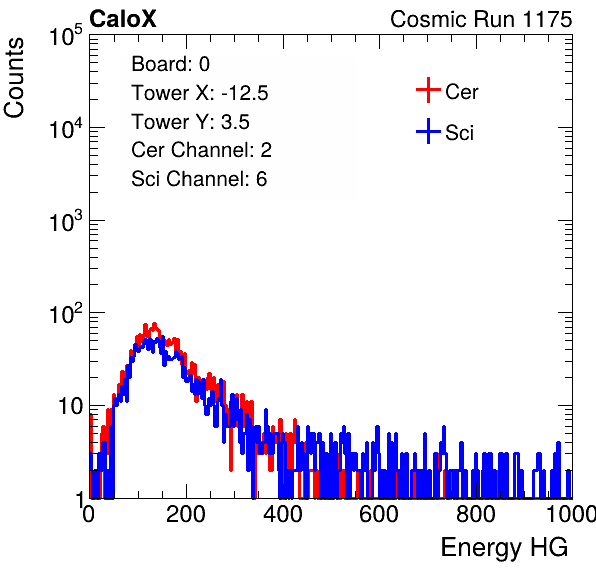 CaloX Cosmic Run 1175
Counts
10^5
10^4
10^3
10^2
10
1
Board: 0
Tower X: -12.5
Tower Y: 3.5
Cer Channel: 2
Sci Channel: 6
Cer
Sci
0 200 400 600 800 1000
Energy HG